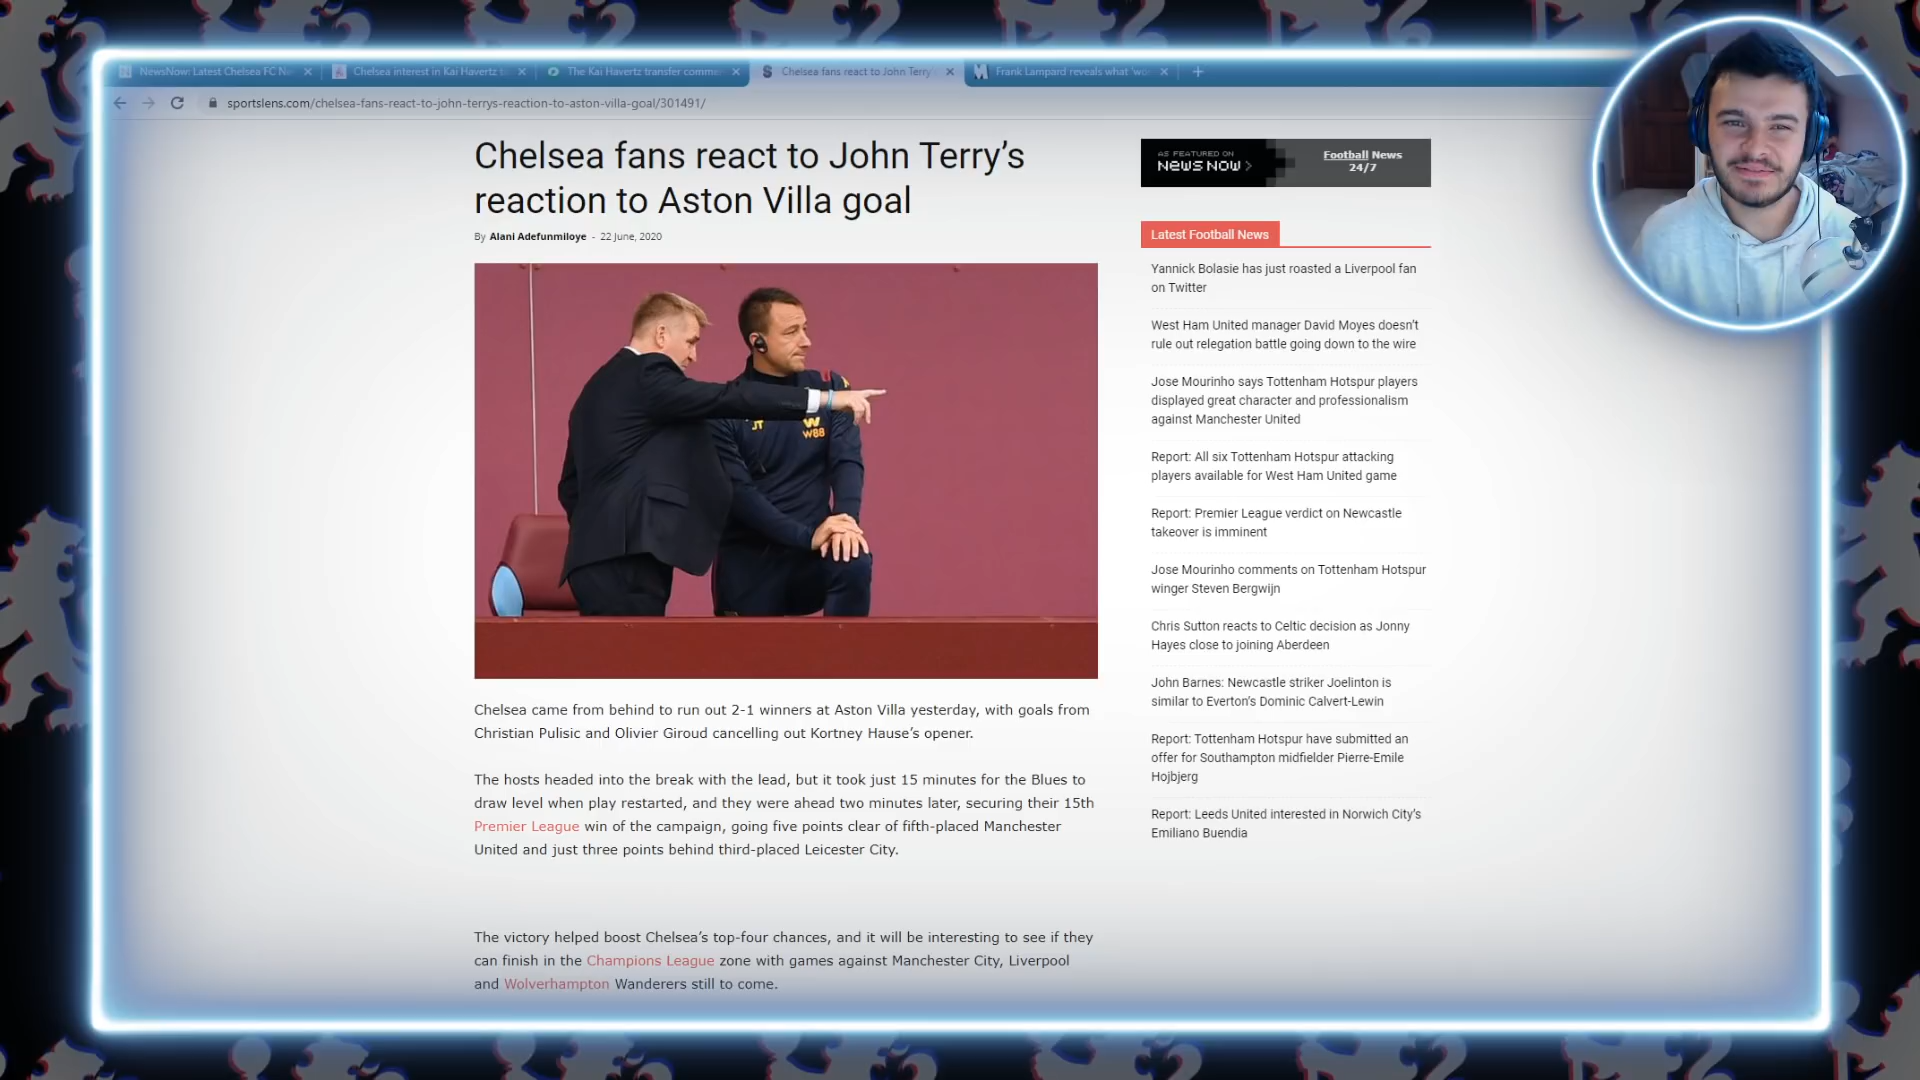 NewsNow: Latest Chelsea FC Ne
Chelsea interest in Kai Havertz t
The Kai Havertz transfer comme
Chelsea fans react to John Terry'
Frank Lampard reveals what 'wo
sportslens.com/chelsea-fans-react-to-john-terrys-reaction-to-aston-villa-goal/301491/
Chelsea fans react to John Terry’s
reaction to Aston Villa goal
By Alani Adefunmiloye - 22 June, 2020
JT
W88
Chelsea came from behind to run out 2-1 winners at Aston Villa yesterday, with goals from
Christian Pulisic and Olivier Giroud cancelling out Kortney Hause’s opener.
The hosts headed into the break with the lead, but it took just 15 minutes for the Blues to
draw level when play restarted, and they were ahead two minutes later, securing their 15th
Premier League win of the campaign, going five points clear of fifth-placed Manchester
United and just three points behind third-placed Leicester City.
The victory helped boost Chelsea’s top-four chances, and it will be interesting to see if they
can finish in the Champions League zone with games against Manchester City, Liverpool
and Wolverhampton Wanderers still to come.
AS FEATURED ON
NEWS NOW >
Football News
24/7
Latest Football News
Yannick Bolasie has just roasted a Liverpool fan
on Twitter
West Ham United manager David Moyes doesn’t
rule out relegation battle going down to the wire
Jose Mourinho says Tottenham Hotspur players
displayed great character and professionalism
against Manchester United
Report: All six Tottenham Hotspur attacking
players available for West Ham United game
Report: Premier League verdict on Newcastle
takeover is imminent
Jose Mourinho comments on Tottenham Hotspur
winger Steven Bergwijn
Chris Sutton reacts to Celtic decision as Jonny
Hayes close to joining Aberdeen
John Barnes: Newcastle striker Joelinton is
similar to Everton’s Dominic Calvert-Lewin
Report: Tottenham Hotspur have submitted an
offer for Southampton midfielder Pierre-Emile
Hojbjerg
Report: Leeds United interested in Norwich City’s
Emiliano Buendia